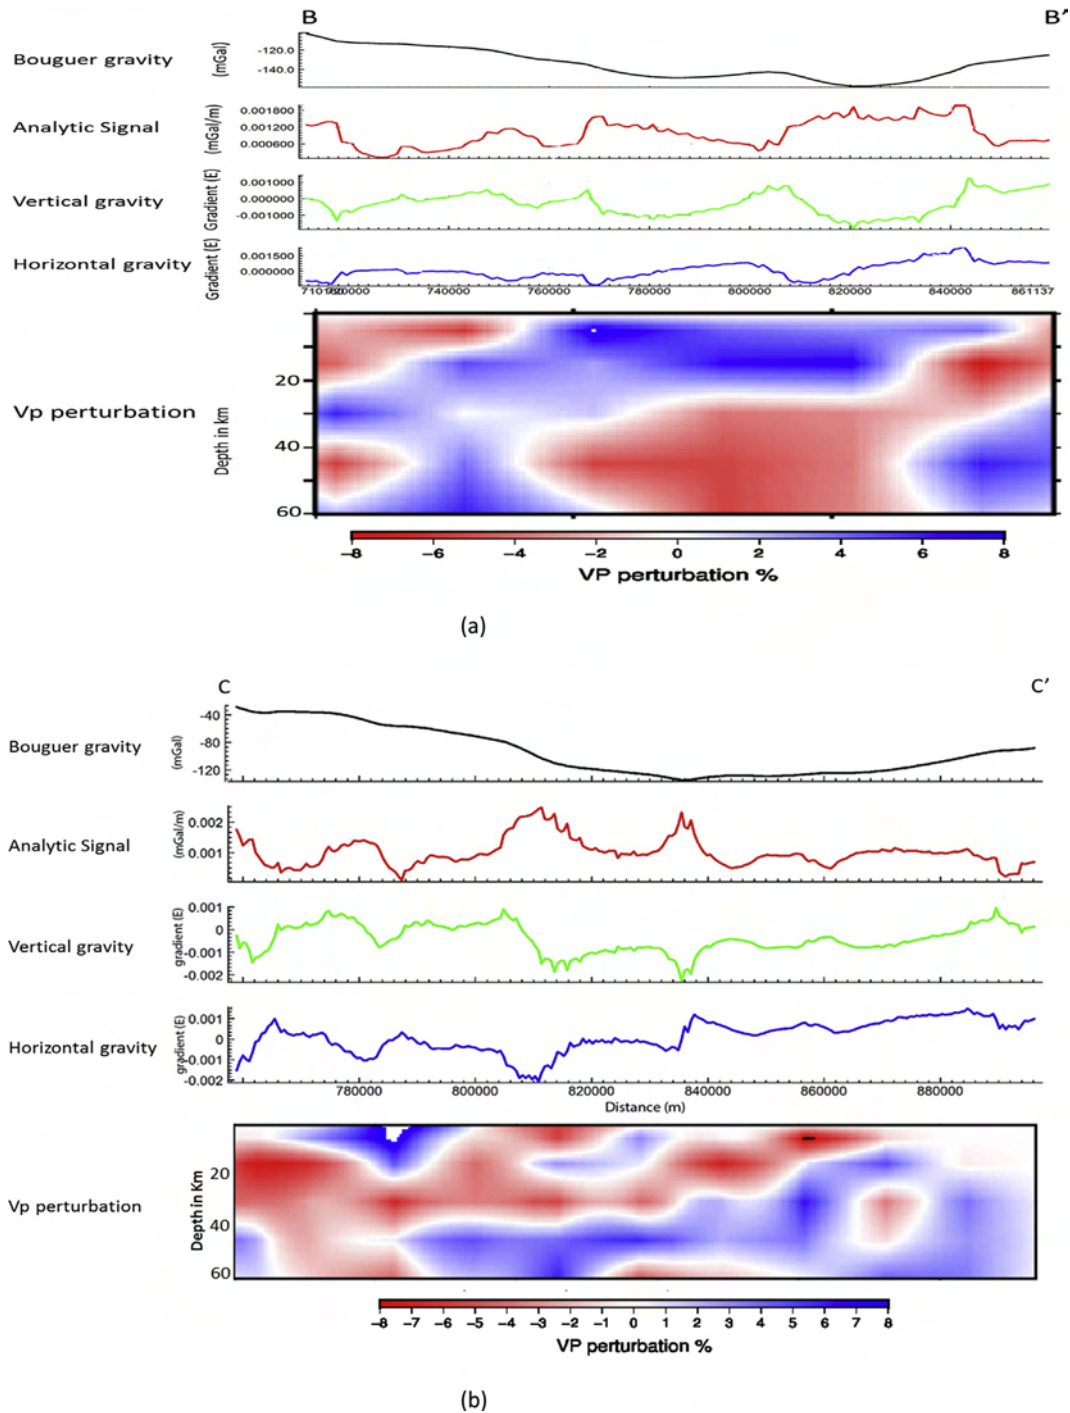 B B′
Bouguer gravity
(mGal)
-120.0
-140.0
Analytic Signal
(mGal/m)
0.001800
0.001200
0.000600
Vertical gravity
Gradient (E)
0.001000
0.000000
-0.001000
Horizontal gravity
Gradient (E)
0.001500
0.000000
740000 760000 780000 800000 820000 840000 861137
Vp perturbation
Depth in km
20
40
60
-8 -6 -4 -2 0 2 4 6 8
VP perturbation %
(a)
C C’
Bouguer gravity
(mGal)
-40
-80
-120
Analytic Signal
(mGal/m)
0.002
0.001
Vertical gravity
gradient (E)
0.001
0
-0.001
-0.002
Horizontal gravity
gradient (E)
0.001
0
-0.001
-0.002
780000 800000 820000 840000 860000 880000
Distance (m)
Vp perturbation
Depth in Km
20
40
60
-8 -7 -6 -5 -4 -3 -2 -1 0 1 2 3 4 5 6 7 8
VP perturbation %
(b)